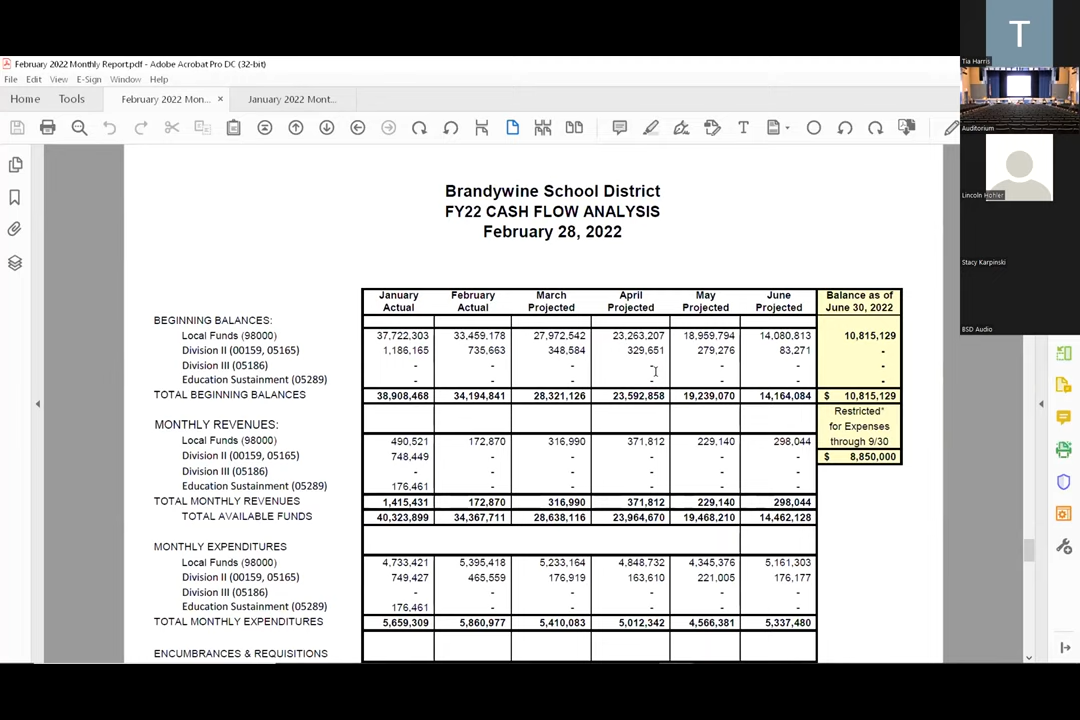 February 2022 Monthly Report.pdf - Adobe Acrobat Pro DC (32-bit)
File Edit View E-Sign Window Help
Home Tools February 2022 Mon... × January 2022 Mont...
Brandywine School District
FY22 CASH FLOW ANALYSIS
February 28, 2022
January February March April May June Balance as of
Actual Actual Projected Projected Projected Projected June 30, 2022
BEGINNING BALANCES:
Local Funds (98000) 37,722,303 33,459,178 27,972,542 23,263,207 18,959,794 14,080,813 10,815,129
Division II (00159, 05165) 1,186,165 735,663 348,584 329,651 279,276 83,271 -
Division III (05186) - - - - - - -
Education Sustainment (05289) - - - - - - -
TOTAL BEGINNING BALANCES 38,908,468 34,194,841 28,321,126 23,592,858 19,239,070 14,164,084 $ 10,815,129
Restricted*
MONTHLY REVENUES: for Expenses
Local Funds (98000) 490,521 172,870 316,990 371,812 229,140 298,044 through 9/30
Division II (00159, 05165) 748,449 - - - - - $ 8,850,000
Division III (05186) - - - - - -
Education Sustainment (05289) 176,461 - - - - -
TOTAL MONTHLY REVENUES 1,415,431 172,870 316,990 371,812 229,140 298,044
TOTAL AVAILABLE FUNDS 40,323,899 34,367,711 28,638,116 23,964,670 19,468,210 14,462,128
MONTHLY EXPENDITURES
Local Funds (98000) 4,733,421 5,395,418 5,233,164 4,848,732 4,345,376 5,161,303
Division II (00159, 05165) 749,427 465,559 176,919 163,610 221,005 176,177
Division III (05186) - - - - - -
Education Sustainment (05289) 176,461 - - - - -
TOTAL MONTHLY EXPENDITURES 5,659,309 5,860,977 5,410,083 5,012,342 4,566,381 5,337,480
ENCUMBRANCES & REQUISITIONS
T
Tia Harris
Auditorium
Lincoln Hohler
Stacy Karpinski
BSD Audio